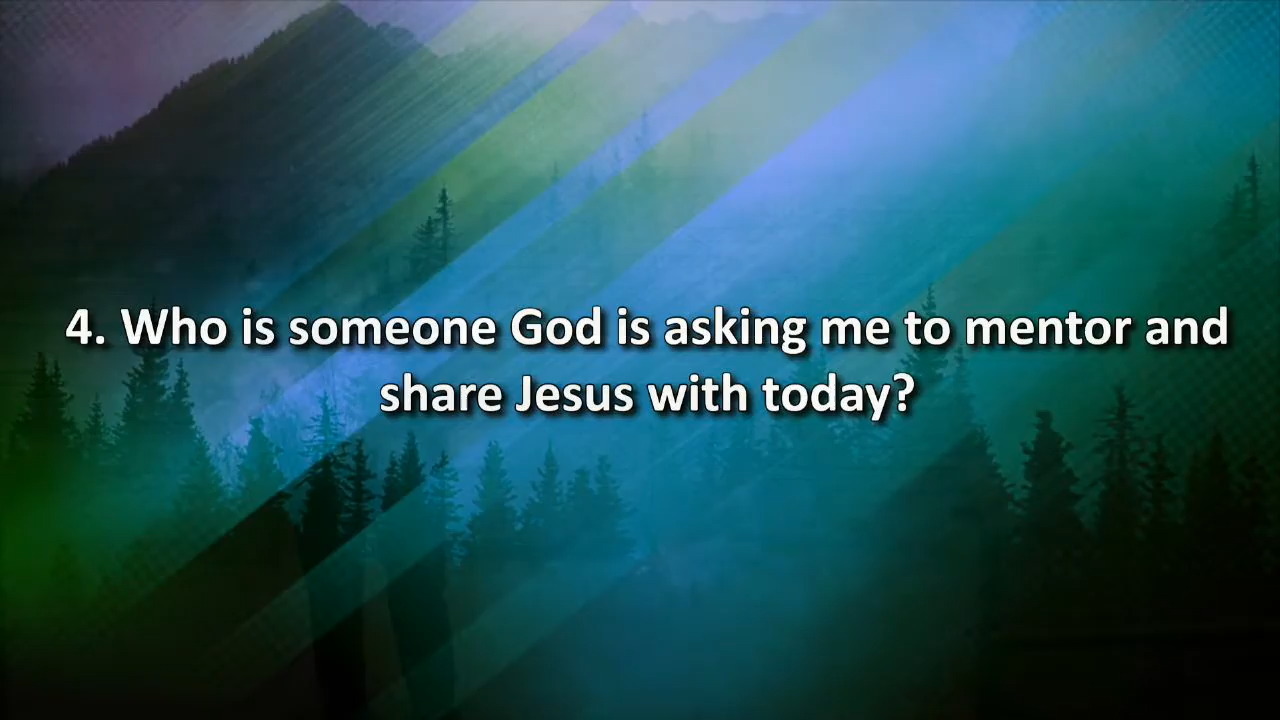 4. Who is someone God is asking me to mentor and
share Jesus with today?